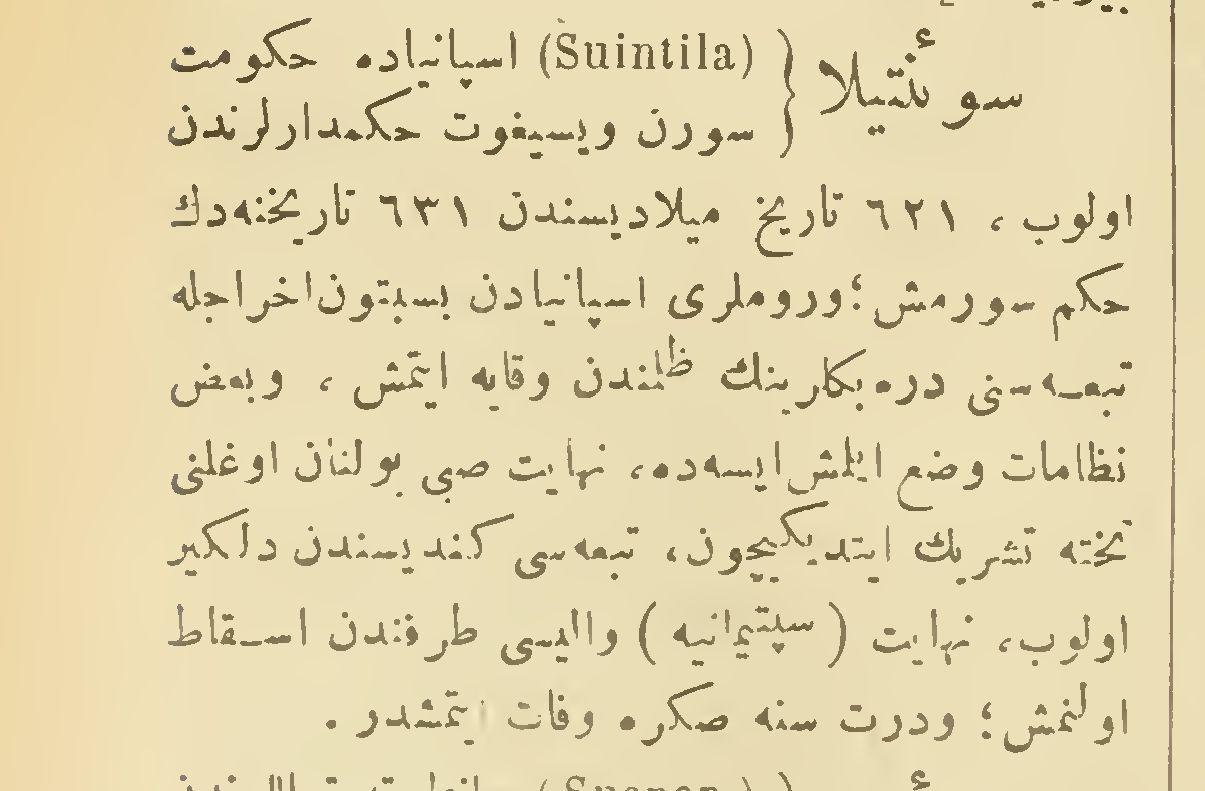 سوئنتيلا { (Suintila) اسپانياده حكومت
سورن ويسيغوت حكمدارلرندن
اولوب، ٦٢١ تاريخ ميلاديسندن ٦٣١ تاريخنه‌دك
حكم سورمش؛ وروملرى اسپانيادن بسبتون اخراجله
تبعه‌سنى دره‌بكلرينك ظلمندن وقايه ايتمش، وبعض
نظامات وضع ايلمش ايسه‌ده، نهايت صبى بولنان اوغلنى
تخته تشريك ايتديكيچون، تبعه‌سى كنديسندن دلكير
اولوب، نهايت (سپتيمانيه) واليسى طرفندن اسقاط
اولنمش؛ ودرت سنه صكره وفات ايتمشدر.